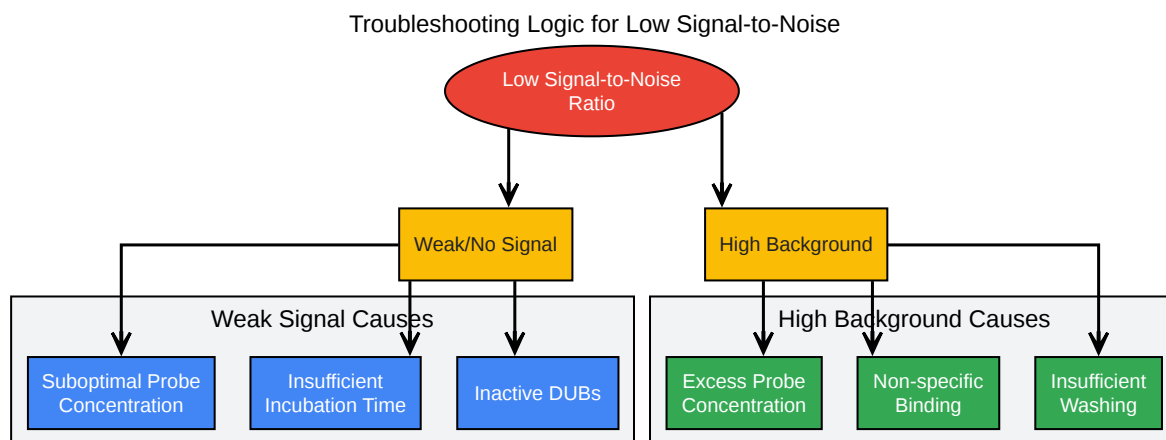 Troubleshooting Logic for Low Signal-to-Noise
Low Signal-to-Noise
Ratio
Weak/No Signal
High Background
Weak Signal Causes
High Background Causes
Suboptimal Probe
Concentration
Insufficient
Incubation Time
Inactive DUBs
Excess Probe
Concentration
Non-specific
Binding
Insufficient
Washing